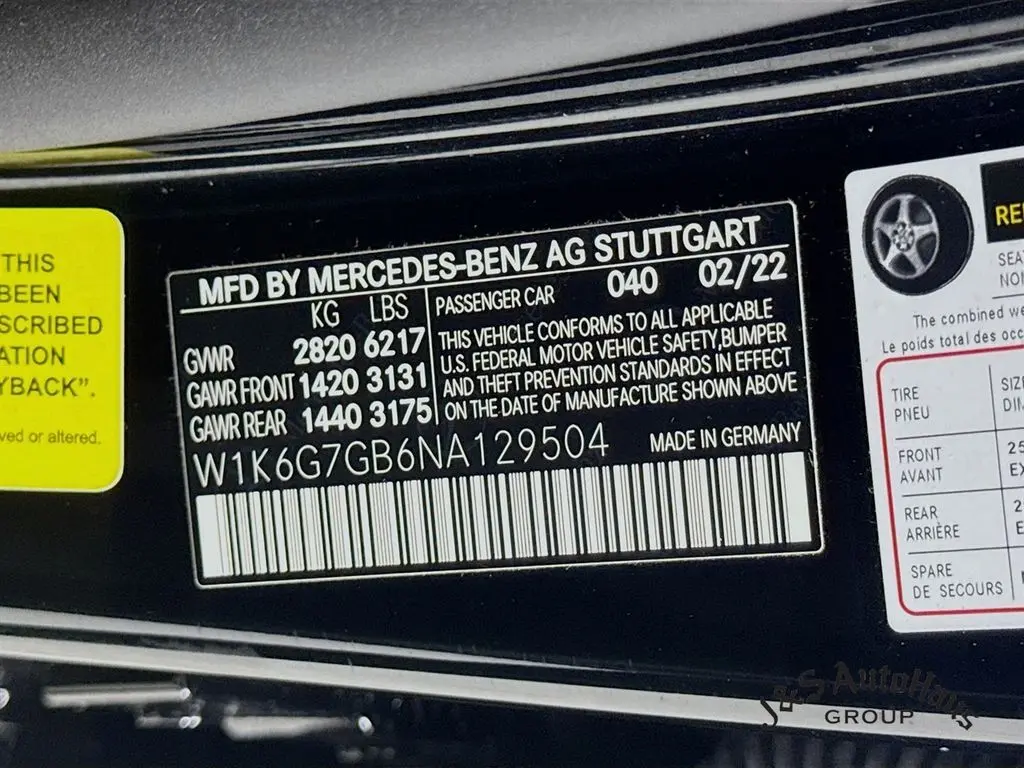 THIS
BEEN
SCRIBED
ATION
YBACK".
ved or altered.
MFD BY MERCEDES-BENZ AG STUTTGART
KG LBS
GVWR 2820 6217
GAWR FRONT 1420 3131
GAWR REAR 1440 3175
PASSENGER CAR 040 02/22
THIS VEHICLE CONFORMS TO ALL APPLICABLE
U.S. FEDERAL MOTOR VEHICLE SAFETY,BUMPER
AND THEFT PREVENTION STANDARDS IN EFFECT
ON THE DATE OF MANUFACTURE SHOWN ABOVE
W1K6G7GB6NA129504 MADE IN GERMANY
SEA
NO
The combined we
Le poids total des occ
TIRE
PNEU
SIZE
DIM
FRONT
AVANT
25
EX
REAR
ARRIÈRE
2
E
SPARE
DE SECOURS
S&S AutoHaus
GROUP